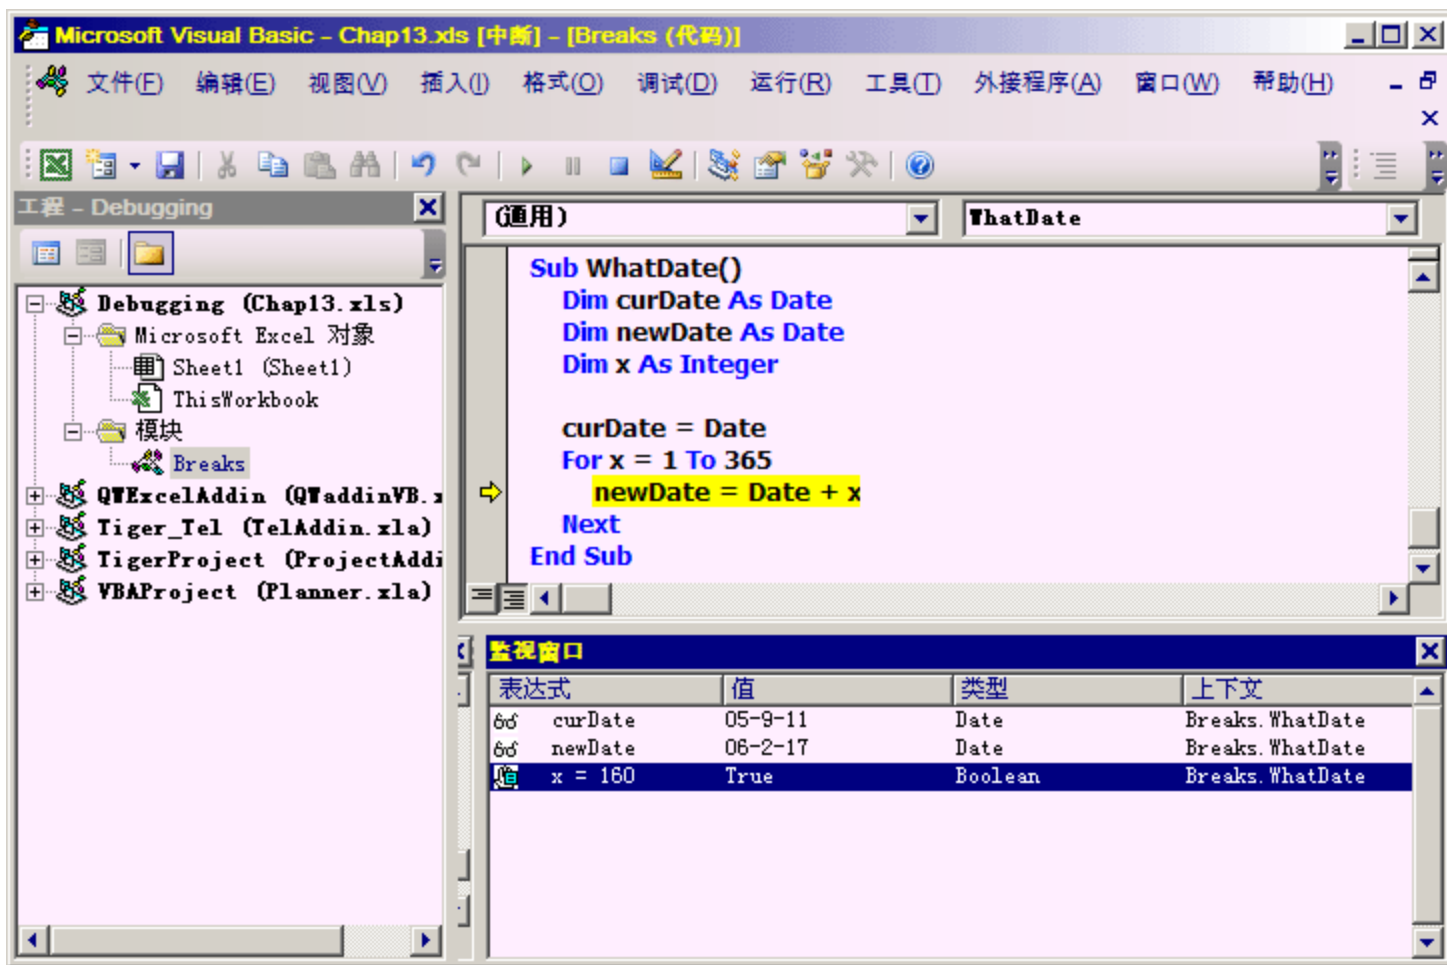 Microsoft Visual Basic - Chap13.xls [中断] - [Breaks (代码)]
文件(F) 编辑(E) 视图(V) 插入(I) 格式(O) 调试(D) 运行(R) 工具(T) 外接程序(A) 窗口(W) 帮助(H)
工程 - Debugging
Debugging (Chap13.xls)
Microsoft Excel 对象
Sheet1 (Sheet1)
ThisWorkbook
模块
Breaks
QTExcelAddin (QTaddinVB.x
Tiger_Tel (TelAddin.xla)
TigerProject (ProjectAddi
VBAProject (Planner.xla)
(通用) WhatDate
Sub WhatDate()
Dim curDate As Date
Dim newDate As Date
Dim x As Integer
curDate = Date
For x = 1 To 365
newDate = Date + x
Next
End Sub
监视窗口
表达式 值 类型 上下文
curDate 05-9-11 Date Breaks.WhatDate
newDate 06-2-17 Date Breaks.WhatDate
x = 160 True Boolean Breaks.WhatDate